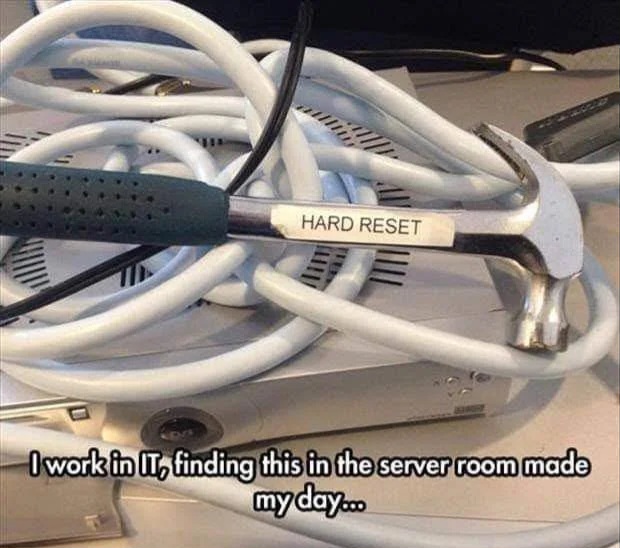 HARD RESET
I work in IT, finding this in the server room made
my day...